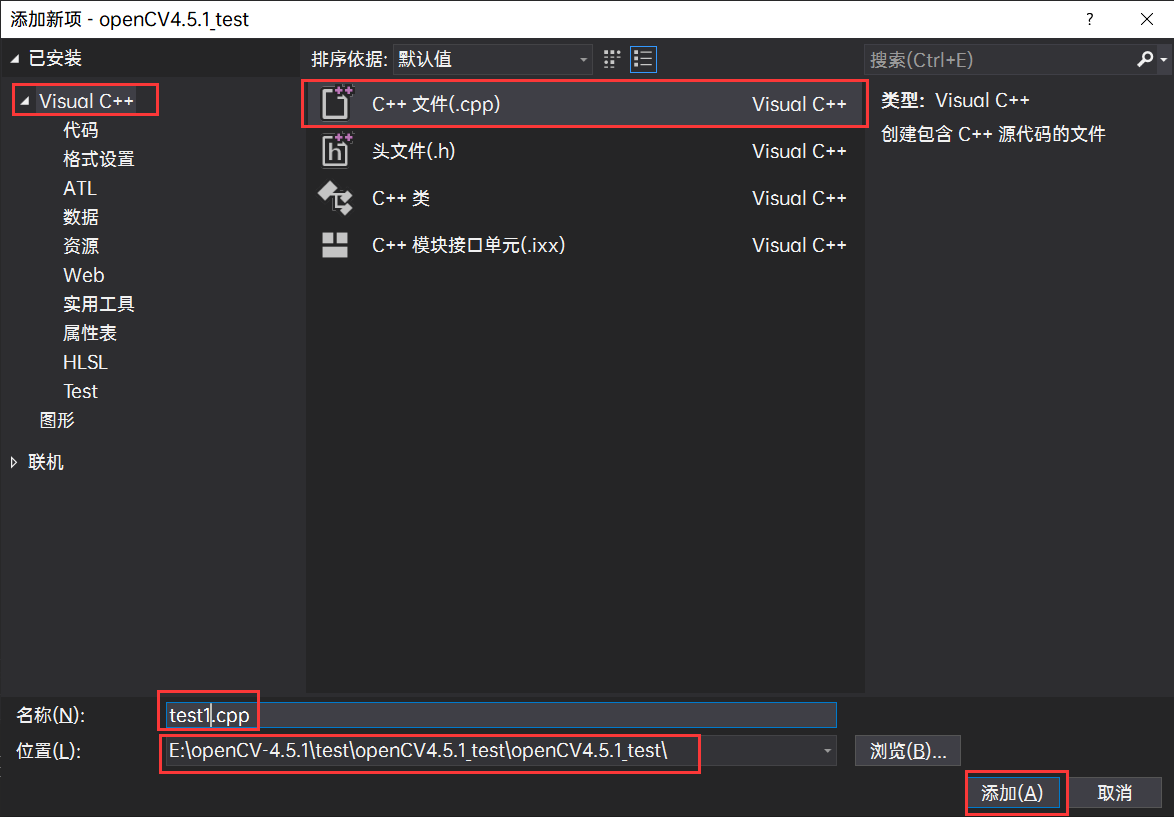 添加新项 - openCV4.5.1_test
?
已安装
排序依据: 默认值
搜索(Ctrl+E)
Visual C++
代码
格式设置
ATL
数据
资源
Web
实用工具
属性表
HLSL
Test
图形
联机
C++ 文件(.cpp) Visual C++
头文件(.h) Visual C++
C++ 类 Visual C++
C++ 模块接口单元(.ixx) Visual C++
类型: Visual C++
创建包含 C++ 源代码的文件
名称(N): test1.cpp
位置(L): E:\openCV-4.5.1\test\openCV4.5.1_test\openCV4.5.1_test\ 浏览(B)...
添加(A) 取消